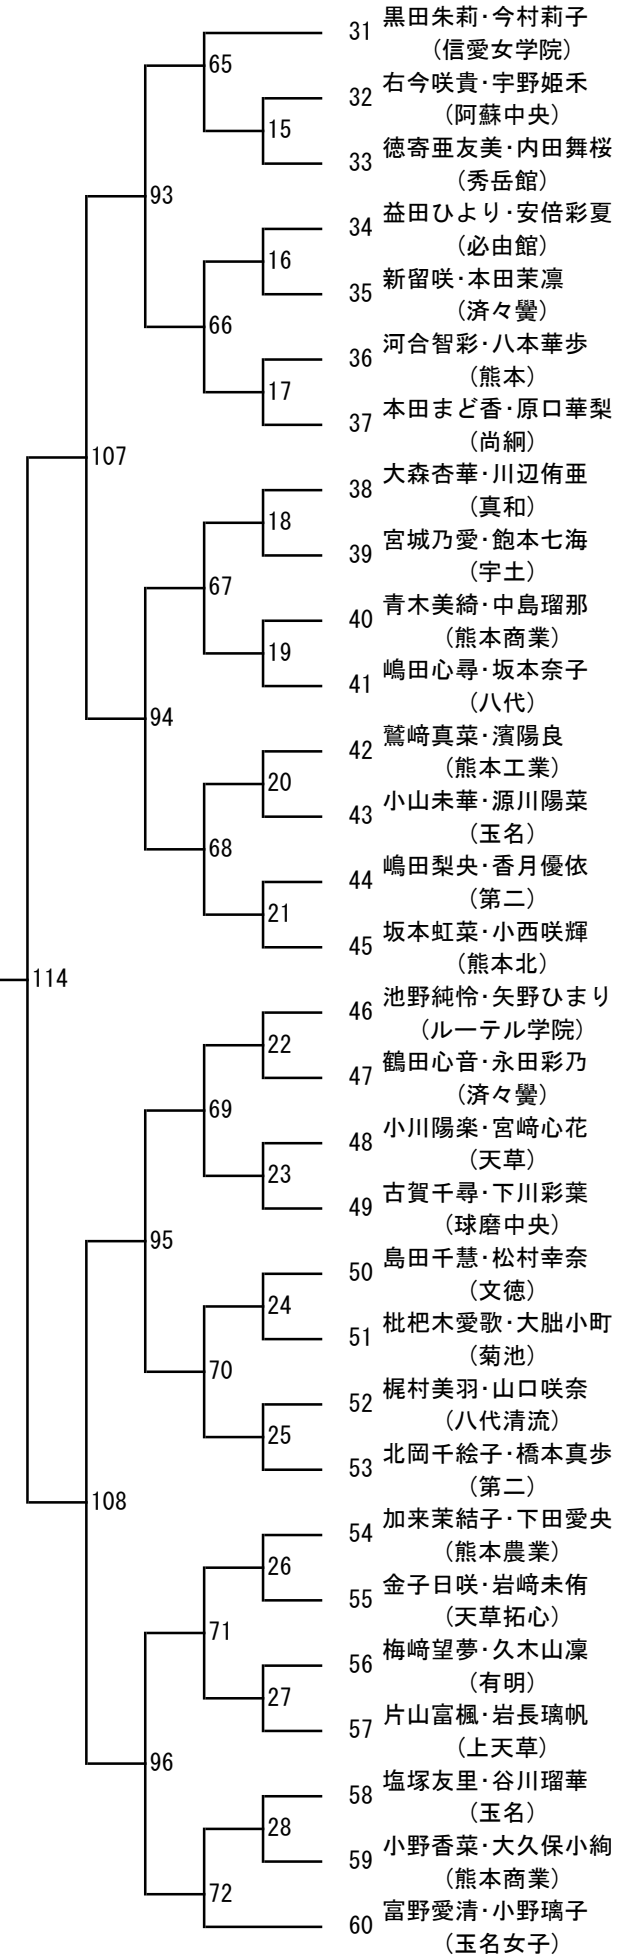 31 黒田朱莉・今村莉子
(信愛女学院)
65
32 右今咲貴・宇野姫禾
(阿蘇中央)
15
33 徳寄亜友美・内田舞桜
(秀岳館)
93
34 益田ひより・安倍彩夏
(必由館)
16
35 新留咲・本田茉凛
(済々黌)
66
36 河合智彩・八本華歩
(熊本)
17
37 本田まど香・原口華梨
(尚絅)
107
38 大森杏華・川辺侑亜
(真和)
18
39 宮城乃愛・飽本七海
(宇土)
67
40 青木美綺・中島瑠那
(熊本商業)
19
41 嶋田心尋・坂本奈子
(八代)
94
42 鷲﨑真菜・濱陽良
(熊本工業)
20
43 小山未華・源川陽菜
(玉名)
68
44 嶋田梨央・香月優依
(第二)
21
45 坂本虹菜・小西咲輝
(熊本北)
114
46 池野純怜・矢野ひまり
(ルーテル学院)
22
47 鶴田心音・永田彩乃
(済々黌)
69
48 小川陽楽・宮﨑心花
(天草)
23
49 古賀千尋・下川彩葉
(球磨中央)
95
50 島田千慧・松村幸奈
(文徳)
24
51 枇杷木愛歌・大朏小町
(菊池)
70
52 梶村美羽・山口咲奈
(八代清流)
25
53 北岡千絵子・橋本真歩
(第二)
108
54 加来茉結子・下田愛央
(熊本農業)
26
55 金子日咲・岩﨑未侑
(天草拓心)
71
56 梅﨑望夢・久木山凜
(有明)
27
57 片山富楓・岩長璃帆
(上天草)
96
58 塩塚友里・谷川瑠華
(玉名)
28
59 小野香菜・大久保小絢
(熊本商業)
72
60 富野愛清・小野璃子
(玉名女子)